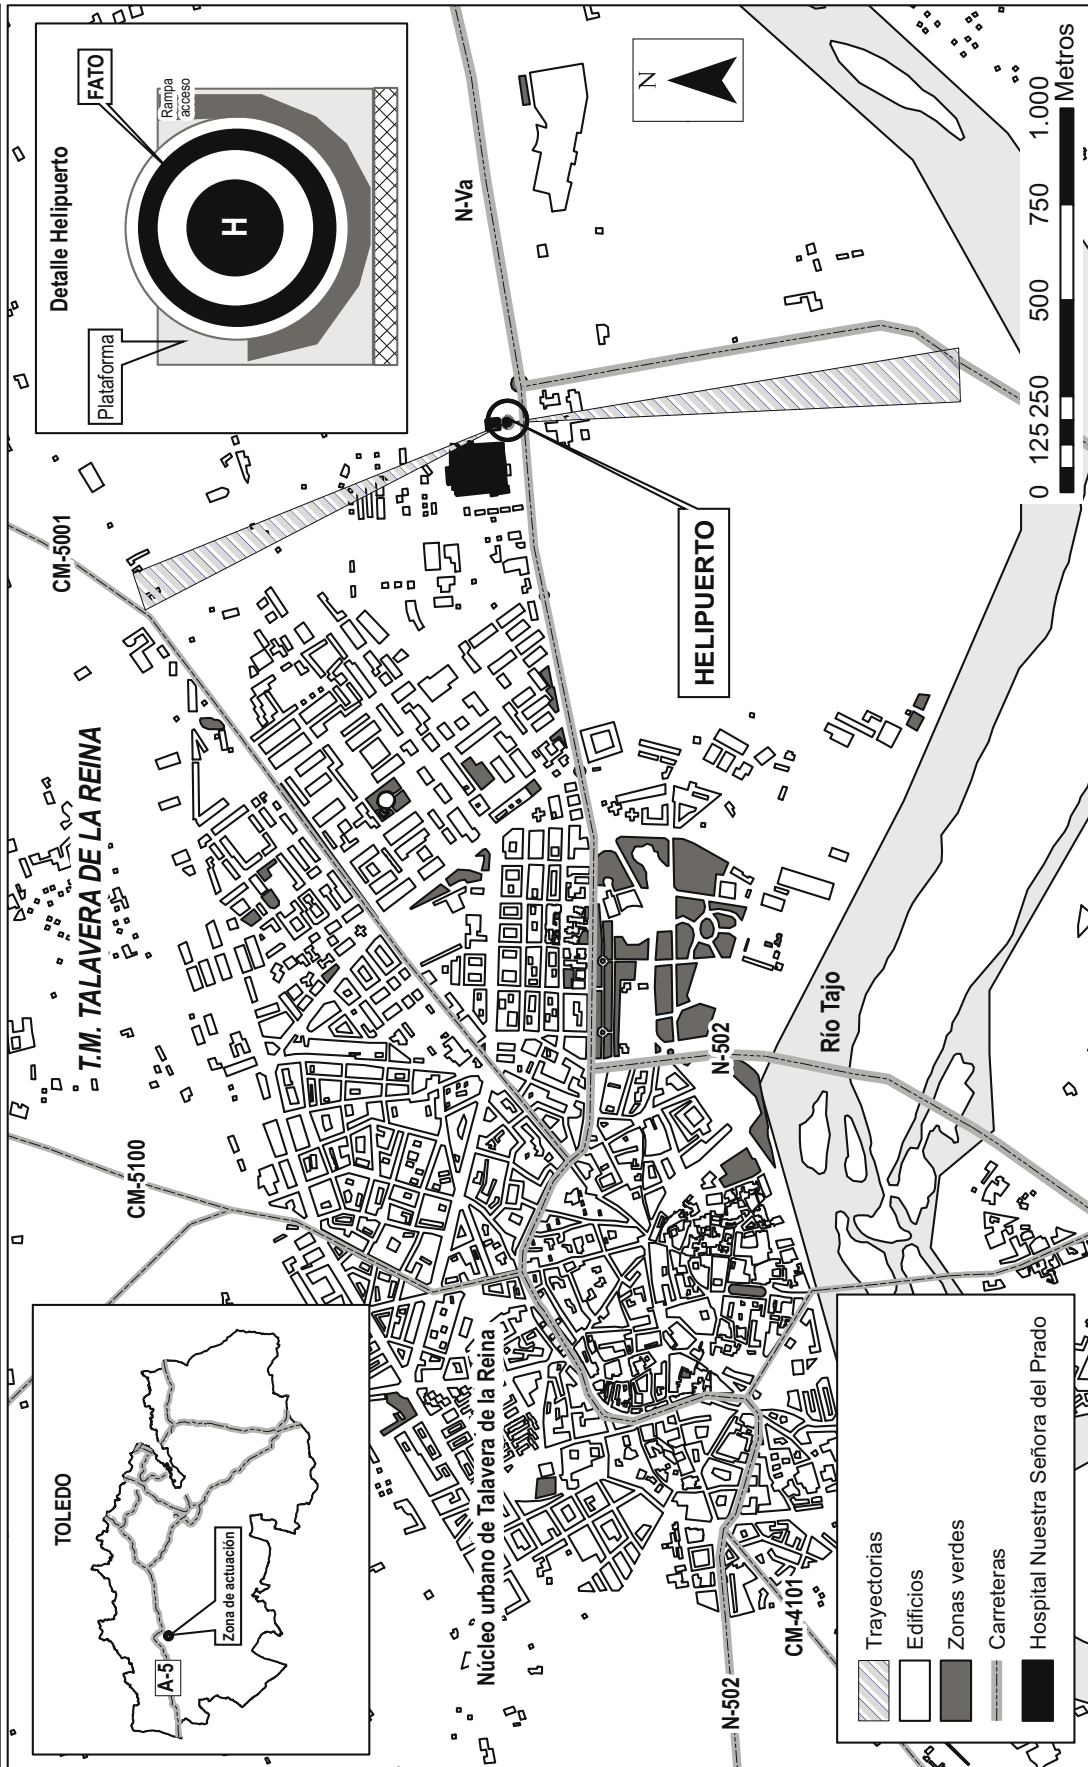 TOLEDO
A-5
Zona de actuación
T.M. TALAVERA DE LA REINA
CM-5100
CM-5001
Detalle Helipuerto
Plataforma
FATO
Rampa
acceso
H
N-Va
N
Núcleo urbano de Talavera de la Reina
HELIPUERTO
N-502
Río Tajo
N-502
CM-4101
Trayectorias
Edificios
Zonas verdes
Carreteras
Hospital Nuestra Señora del Prado
0 125 250 500 750 1.000
Metros